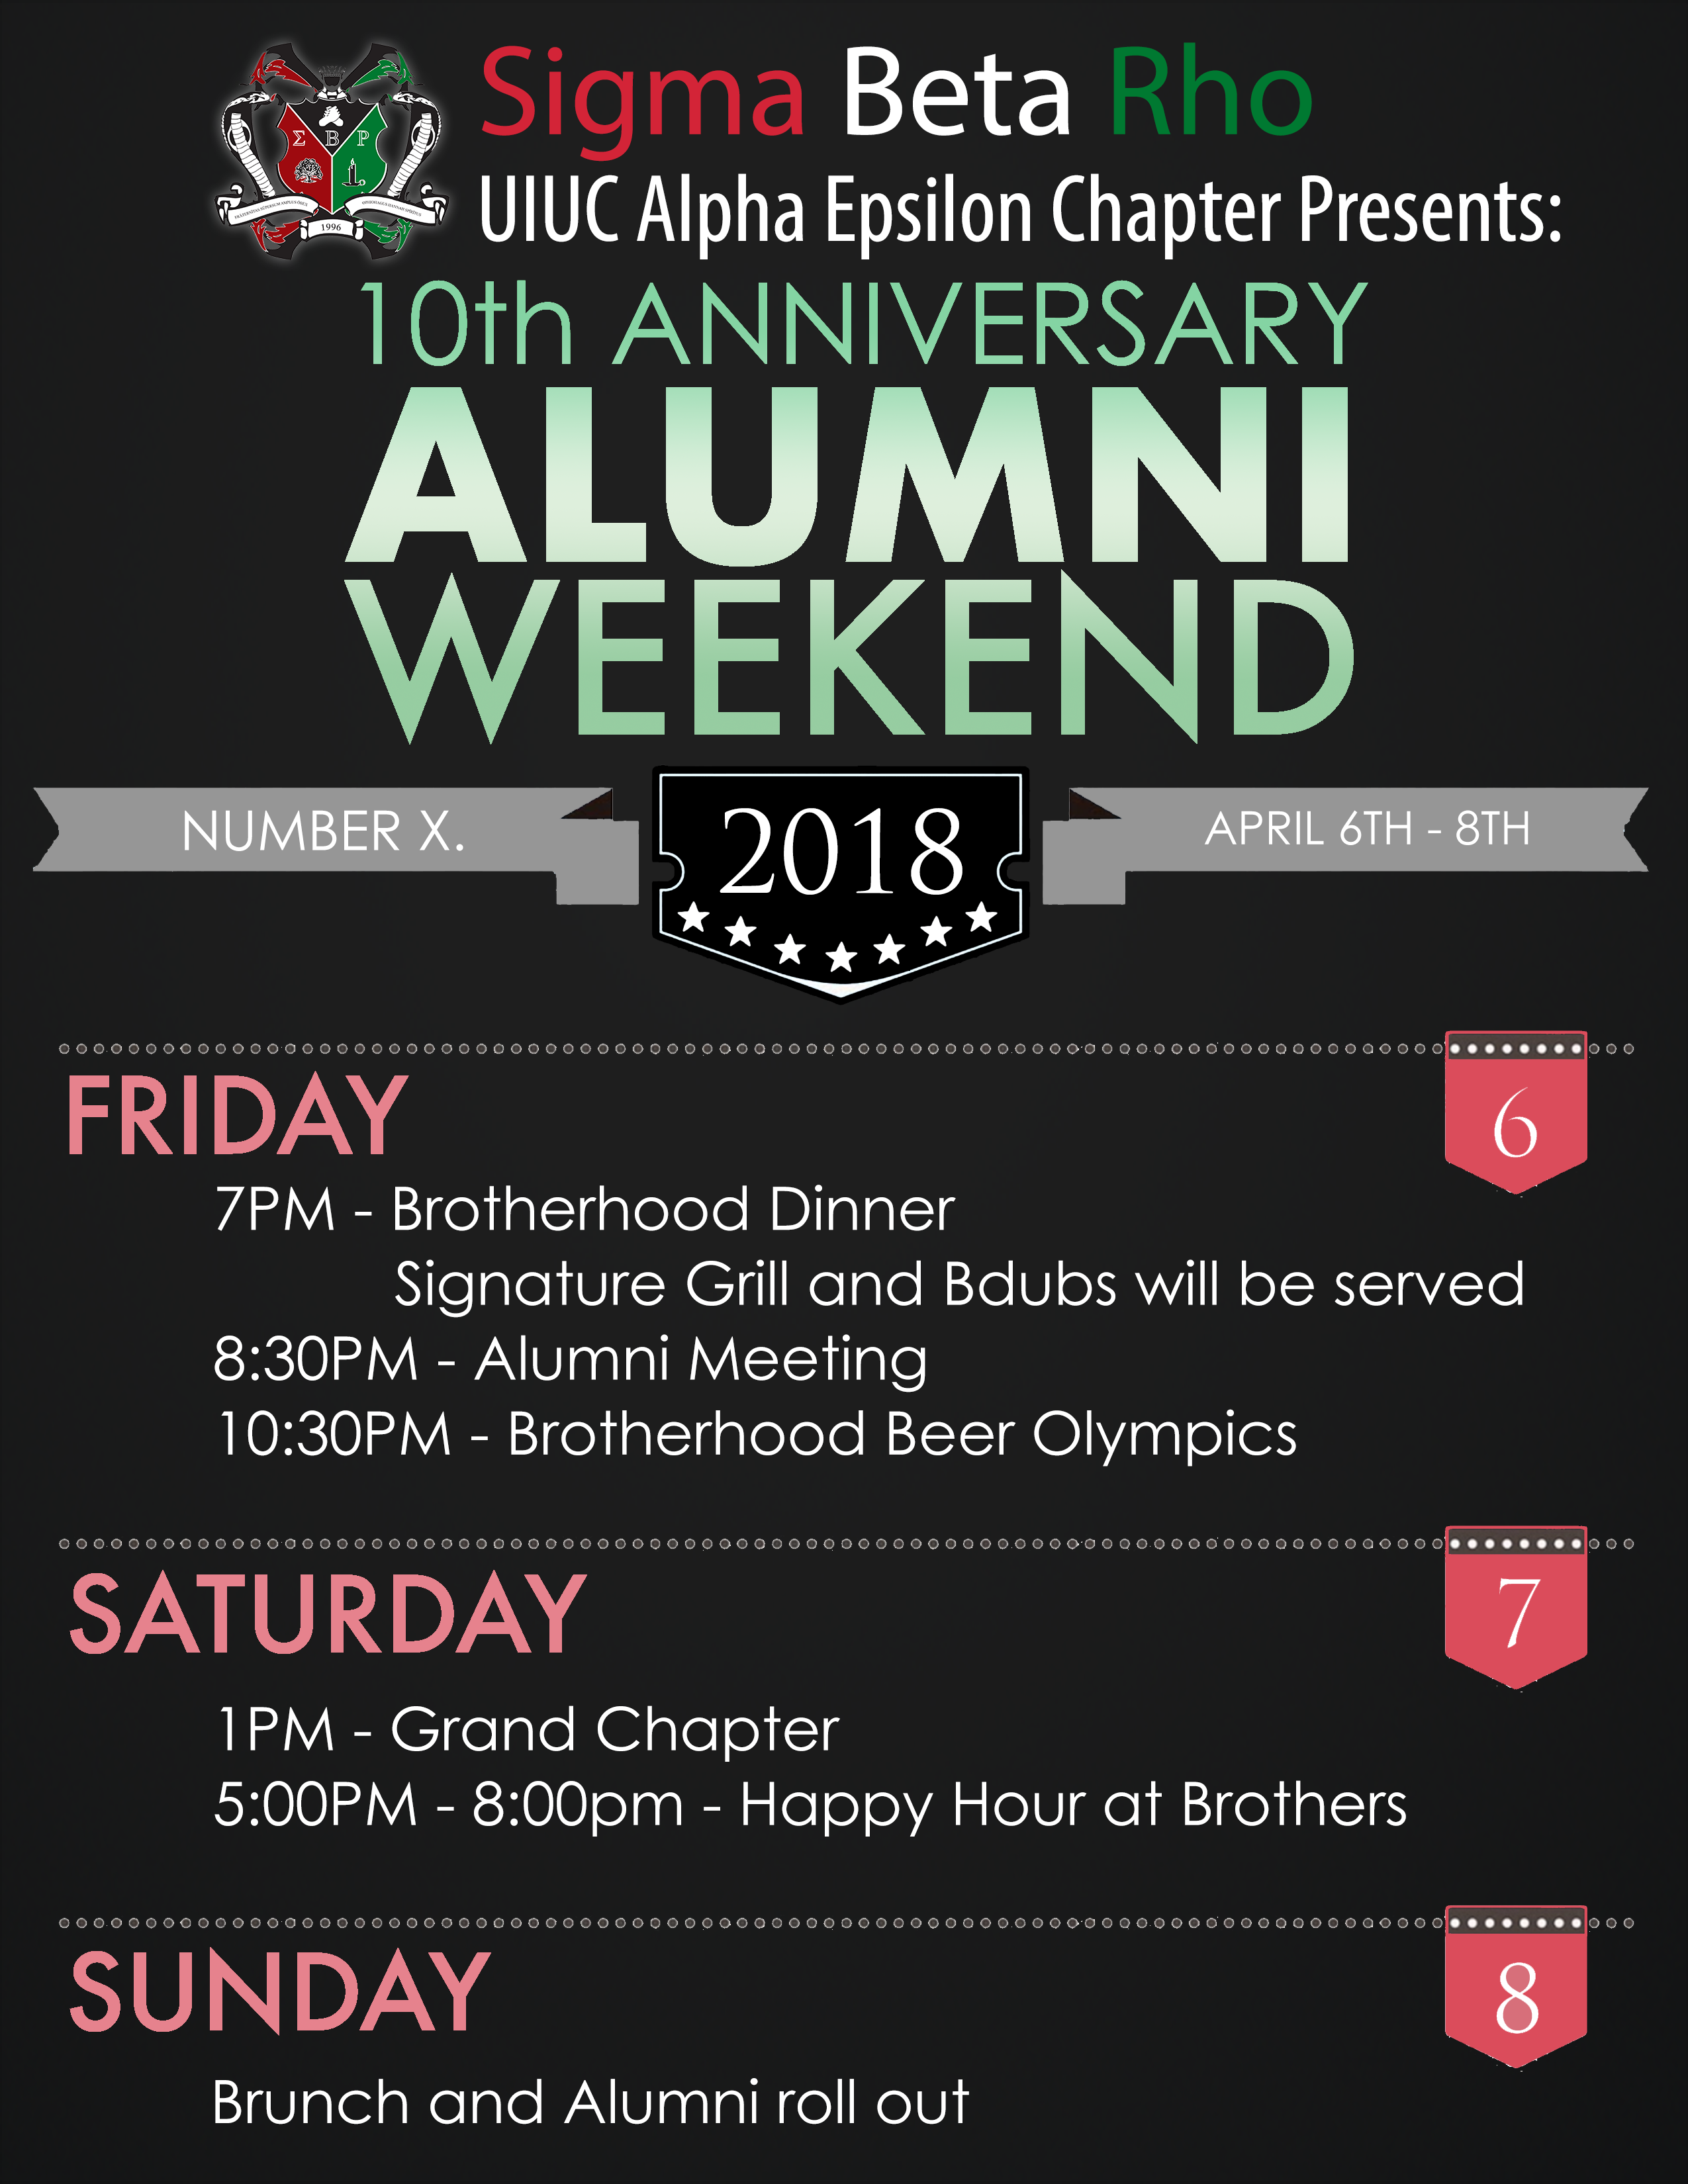 Sigma Beta Rho
Σ Β Ρ
1996
UIUC Alpha Epsilon Chapter Presents:
10th ANNIVERSARY
ALUMNI
WEEKEND
NUMBER X.
2018
APRIL 6TH - 8TH
FRIDAY
6
7PM - Brotherhood Dinner
Signature Grill and Bdubs will be served
8:30PM - Alumni Meeting
10:30PM - Brotherhood Beer Olympics
SATURDAY
7
1PM - Grand Chapter
5:00PM - 8:00pm - Happy Hour at Brothers
SUNDAY
8
Brunch and Alumni roll out